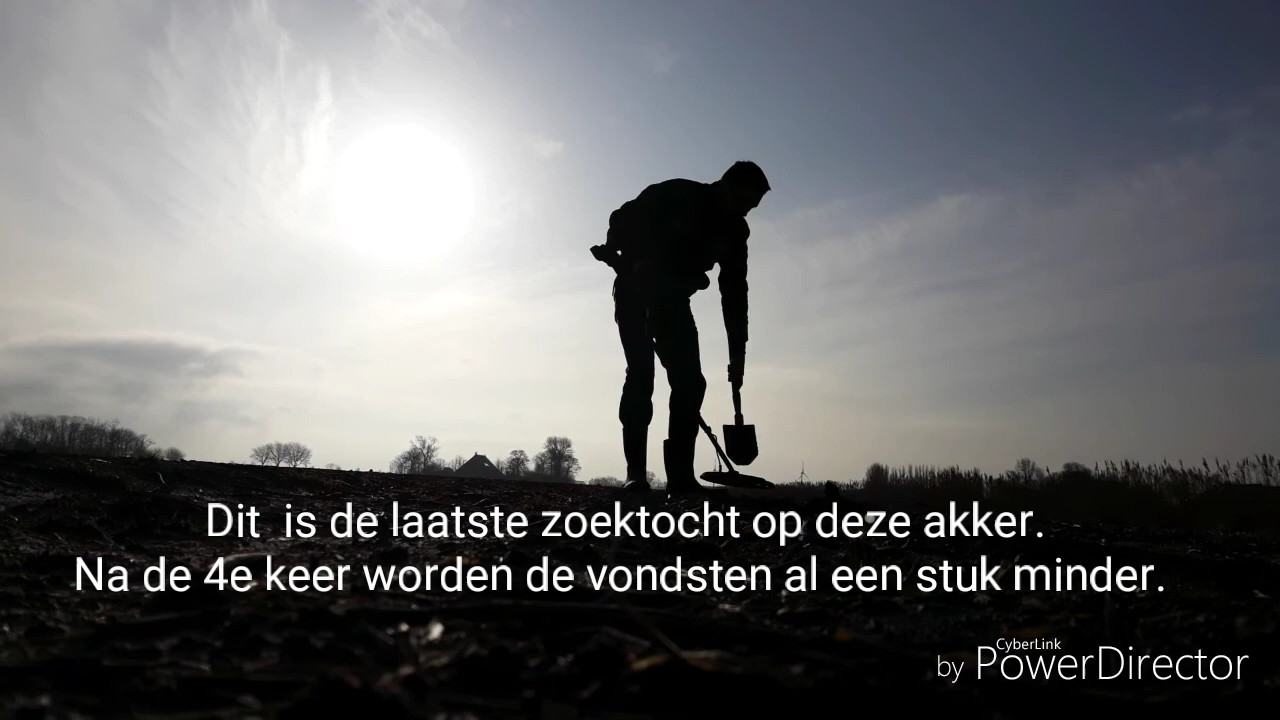 Dit  is de laatste zoektocht op deze akker.
Na de 4e keer worden de vondsten al een stuk minder.
CyberLink
by PowerDirector